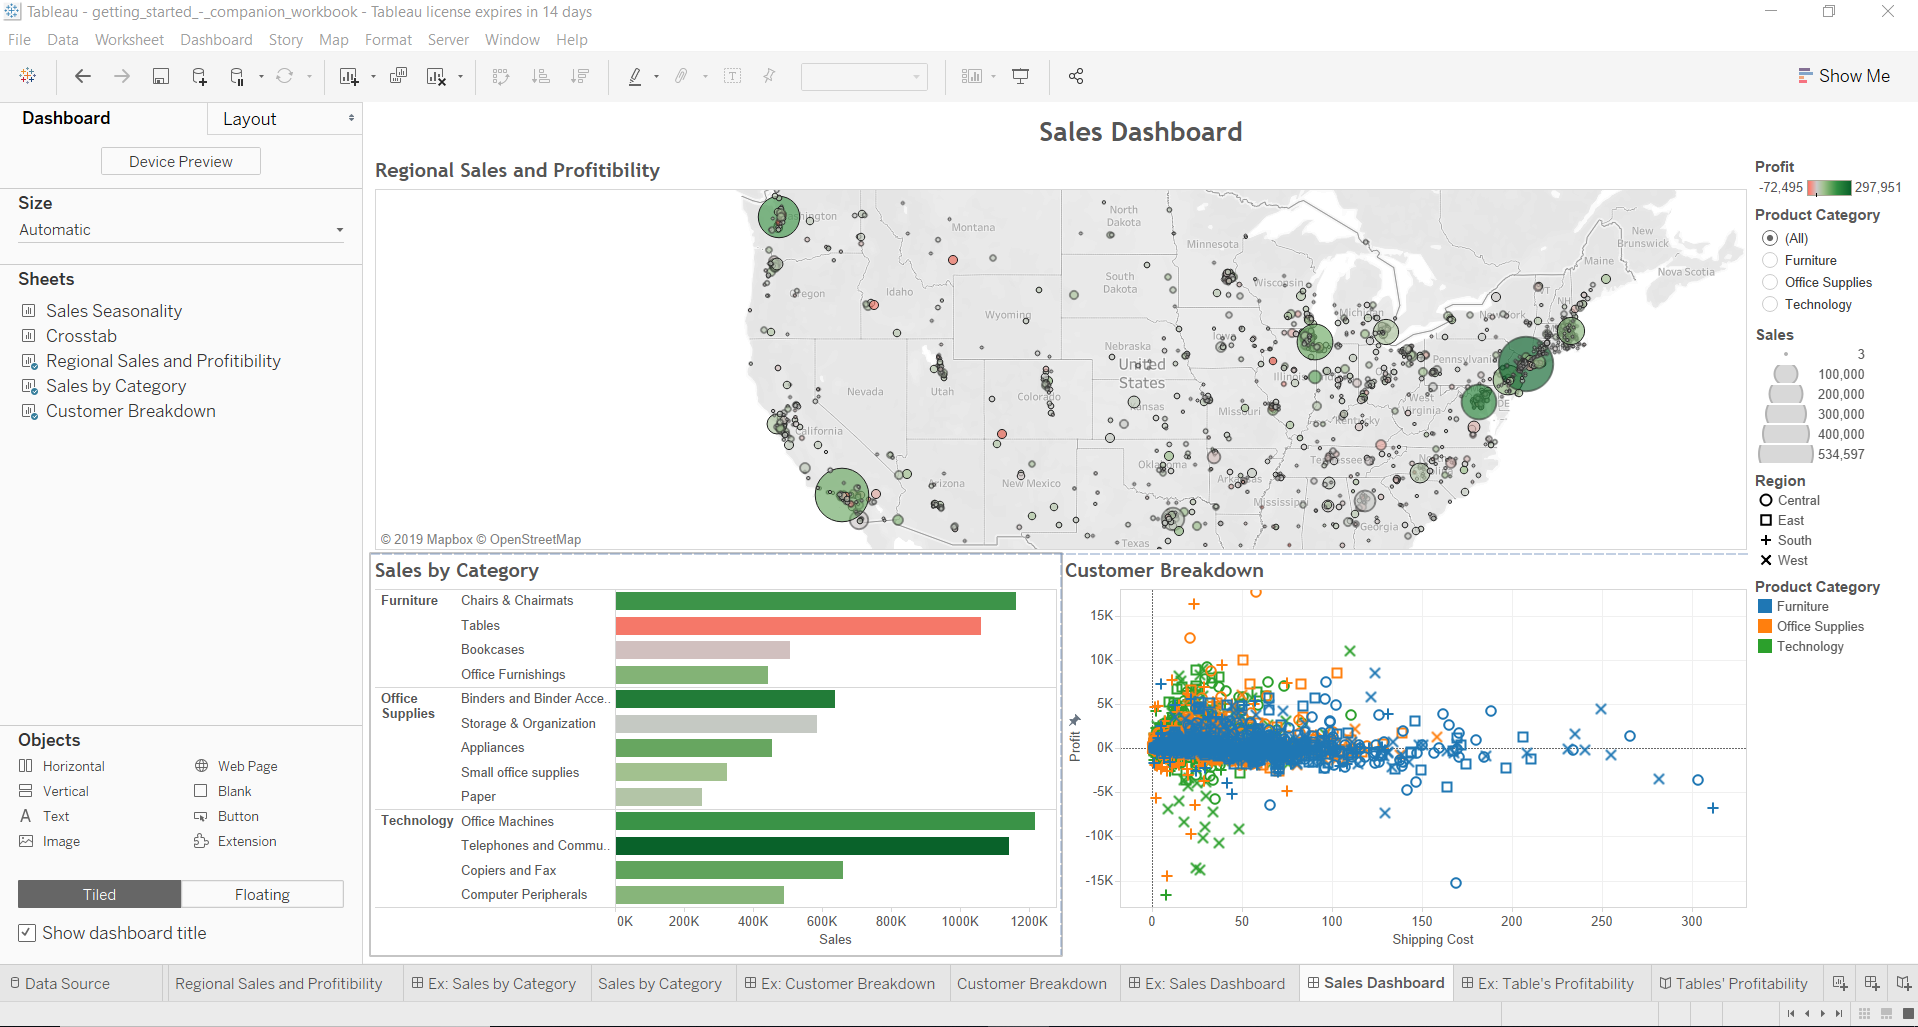 Tableau - getting_started_-_companion_workbook - Tableau license expires in 14 days
File Data Worksheet Dashboard Story Map Format Server Window Help
Show Me
Dashboard
Layout
Device Preview
Size
Automatic
Sheets
Sales Seasonality
Crosstab
Regional Sales and Profitibility
Sales by Category
Customer Breakdown
Objects
Horizontal
Web Page
Vertical
Blank
Text
Button
Image
Extension
Tiled
Floating
Show dashboard title
Sales Dashboard
Regional Sales and Profitibility
North Dakota
Montana
Minnesota
New Brunswick
Maine
Nova Scotia
South Dakota
Wisconsin
Oregon
Idaho
Wyoming
Nebraska
United States
Pennsylvania
Nevada
Utah
Colorado
Kansas
Missouri
West Virginia
Kentucky
California
Oklahoma
Arizona
New Mexico
Mississippi
Georgia
Texas
© 2019 Mapbox © OpenStreetMap
Profit
-72,495
297,951
Product Category
(All)
Furniture
Office Supplies
Technology
Sales
3
100,000
200,000
300,000
400,000
534,597
Region
Central
East
South
West
Product Category
Furniture
Office Supplies
Technology
Sales by Category
Furniture
Chairs & Chairmats
Tables
Bookcases
Office Furnishings
Office Supplies
Binders and Binder Acce..
Storage & Organization
Appliances
Small office supplies
Paper
Technology
Office Machines
Telephones and Commu..
Copiers and Fax
Computer Peripherals
0K 200K 400K 600K 800K 1000K 1200K
Sales
Customer Breakdown
15K
10K
5K
0K
-5K
-10K
-15K
Profit
0 50 100 150 200 250 300
Shipping Cost
Data Source
Regional Sales and Profitibility
Ex: Sales by Category
Sales by Category
Ex: Customer Breakdown
Customer Breakdown
Ex: Sales Dashboard
Sales Dashboard
Ex: Table's Profitability
Tables' Profitability